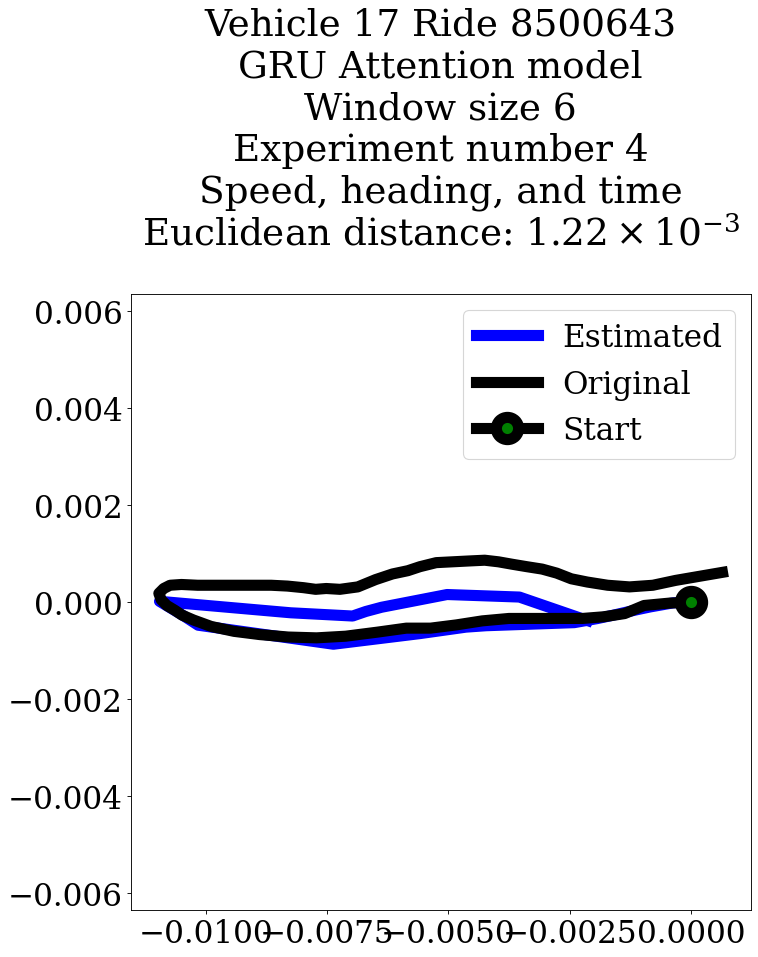 Vehicle 17 Ride 8500643
GRU Attention model
Window size 6
Experiment number 4
Speed, heading, and time
Euclidean distance: 1.22 × 10⁻³
0.006
0.004
0.002
0.000
−0.002
−0.004
−0.006
Estimated
Original
Start
−0.0100 −0.0075 −0.0050 −0.0025 0.0000